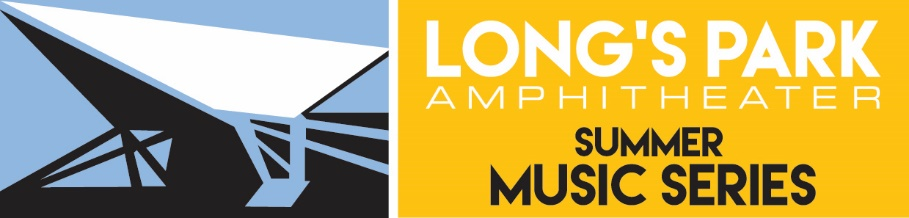 LONG'S PARK
AMPHITHEATER
SUMMER
MUSIC SERIES